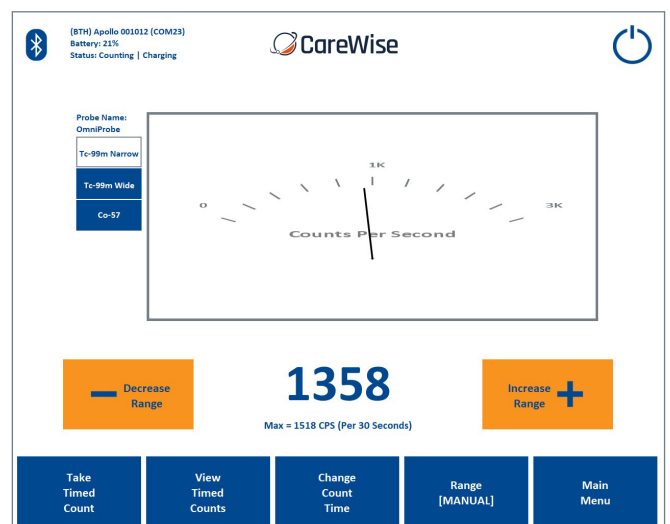 (BTH) Apollo 001012 (COM23)
Battery: 21%
Status: Counting | Charging
CareWise
Probe Name:
OmniProbe
Tc-99m Narrow
Tc-99m Wide
Co-57
0
1K
3K
Counts Per Second
Decrease
Range
1358
Max = 1518 CPS (Per 30 Seconds)
Increase
Range
Take
Timed
Count
View
Timed
Counts
Change
Count
Time
Range
[MANUAL]
Main
Menu